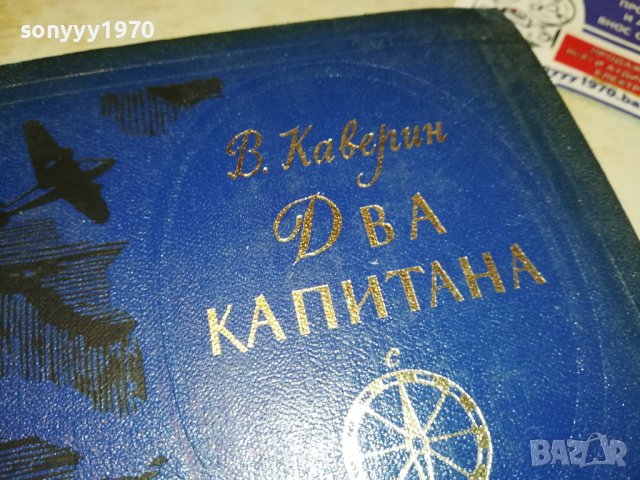 sonyyy1970
В. Каверин
ДВА
КАПИТАНА
с
BAZAR